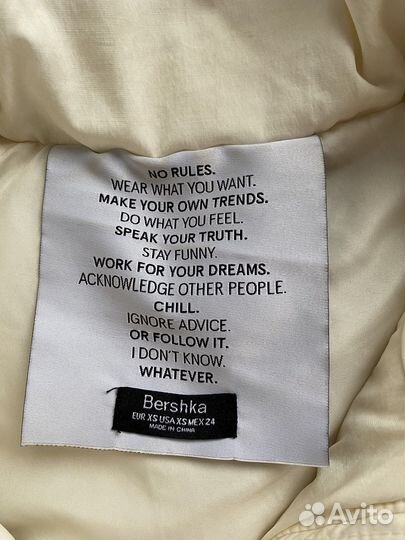 NO RULES.
WEAR WHAT YOU WANT.
MAKE YOUR OWN TRENDS.
DO WHAT YOU FEEL.
SPEAK YOUR TRUTH.
STAY FUNNY.
WORK FOR YOUR DREAMS.
ACKNOWLEDGE OTHER PEOPLE.
CHILL.
IGNORE ADVICE.
OR FOLLOW IT.
I DON'T KNOW.
WHATEVER.
Bershka
EUR XS USA XS MEX 24
MADE IN CHINA
Avito